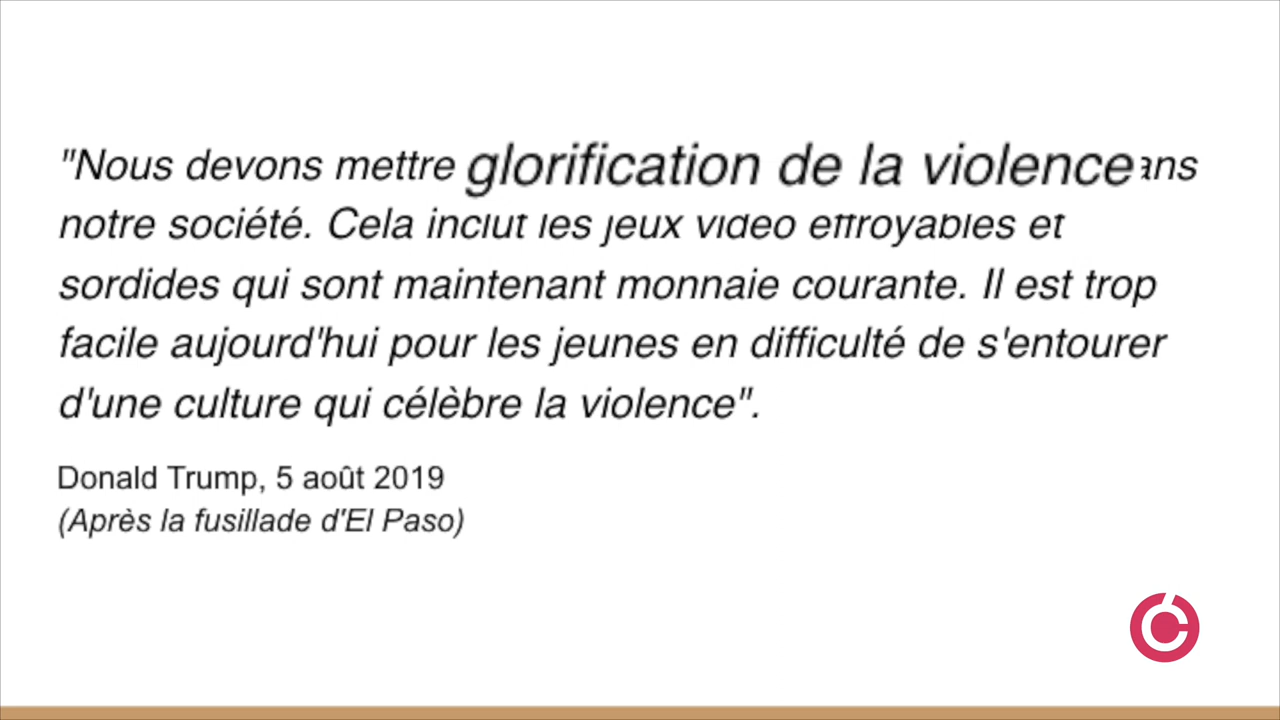 "Nous devons mettre glorification de la violence
notre société. Cela inclut les jeux vidéo effroyables et
sordides qui sont maintenant monnaie courante. Il est trop
facile aujourd'hui pour les jeunes en difficulté de s'entourer
d'une culture qui célèbre la violence".
Donald Trump, 5 août 2019
(Après la fusillade d'El Paso)